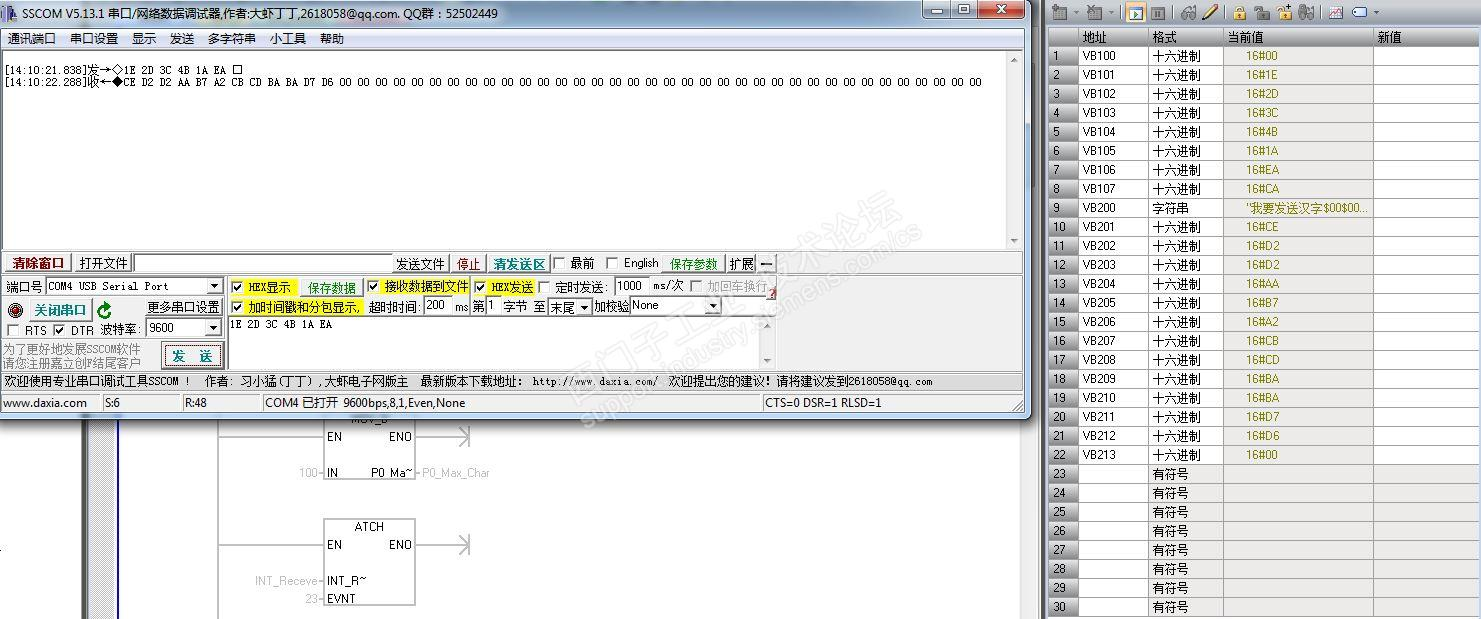 SSCOM V5.13.1 串口/网络数据调试器,作者:大虾丁丁,2618058@qq.com. QQ群：52502449
通讯端口 串口设置 显示 发送 多字符串 小工具 帮助
[14:10:21.838]发→◇1E 2D 3C 4B 1A EA □
[14:10:22.288]收←◆CE D2 D2 AA B7 A2 CB CD BA BA D7 D6 00 00 00 00 00 00 00 00 00 00 00 00 00 00 00 00 00 00 00 00 00 00 00 00 00 00 00 00 00 00 00 00 00 00 00 00
清除窗口 打开文件 发送文件 停止 清发送区 最前 English 保存参数 扩展 —
端口号 COM4 USB Serial Port HEX显示 保存数据 接收数据到文件 HEX发送 定时发送: 1000 ms/次 加回车换行
关闭串口 更多串口设置 加时间戳和分包显示, 超时时间: 200 ms 第 1 字节 至 末尾 加校验 None
RTS DTR 波特率: 9600
1E 2D 3C 4B 1A EA
为了更好地发展SSCOM软件
请您注册嘉立创F结尾客户
发 送
欢迎使用专业串口调试工具SSCOM ! 作者: 习小猛(丁丁) ,大虾电子网版主 最新版本下载地址: http://www.daxia.com/ 欢迎提出您的建议! 请将建议发到2618058@qq.com
www.daxia.com S:6 R:48 COM4 已打开 9600bps,8,1,Even,None CTS=0 DSR=1 RLSD=1
EN ENO
100 IN P0_Ma~ P0_Max_Char
ATCH
EN ENO
INT_Receve INT_R~
23 EVNT
地址 格式 当前值 新值
1 VB100 十六进制 16#00
2 VB101 十六进制 16#1E
3 VB102 十六进制 16#2D
4 VB103 十六进制 16#3C
5 VB104 十六进制 16#4B
6 VB105 十六进制 16#1A
7 VB106 十六进制 16#EA
8 VB107 十六进制 16#CA
9 VB200 字符串 "我要发送汉字$00$00...
10 VB201 十六进制 16#CE
11 VB202 十六进制 16#D2
12 VB203 十六进制 16#D2
13 VB204 十六进制 16#AA
14 VB205 十六进制 16#B7
15 VB206 十六进制 16#A2
16 VB207 十六进制 16#CB
17 VB208 十六进制 16#CD
18 VB209 十六进制 16#BA
19 VB210 十六进制 16#BA
20 VB211 十六进制 16#D7
21 VB212 十六进制 16#D6
22 VB213 十六进制 16#00
23 有符号
24 有符号
25 有符号
26 有符号
27 有符号
28 有符号
29 有符号
30 有符号
西门子工业技术论坛
support.industry.siemens.com/cs